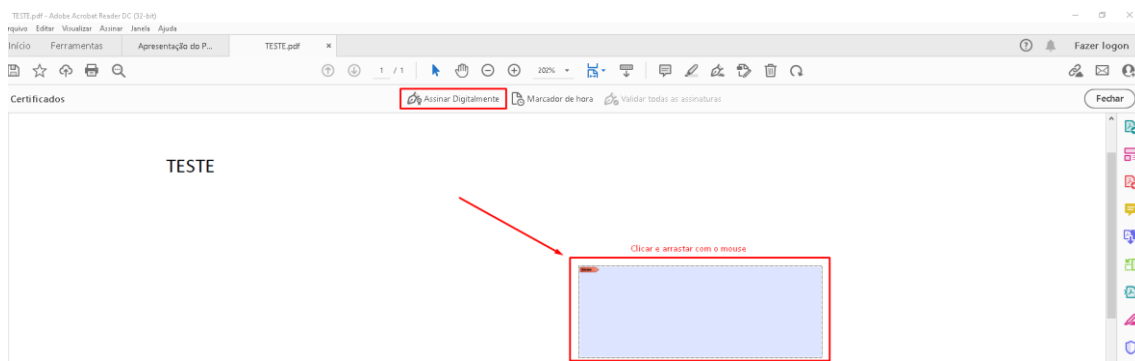 TESTE.pdf - Adobe Acrobat Reader DC (32-bit)
rquivo Editar Visualizar Assinar Janela Ajuda
Início Ferramentas Apresentação do P... TESTE.pdf × Fazer logon
1 / 1 202%
Certificados Assinar Digitalmente Marcador de hora Validar todas as assinaturas Fechar
TESTE
Clicar e arrastar com o mouse